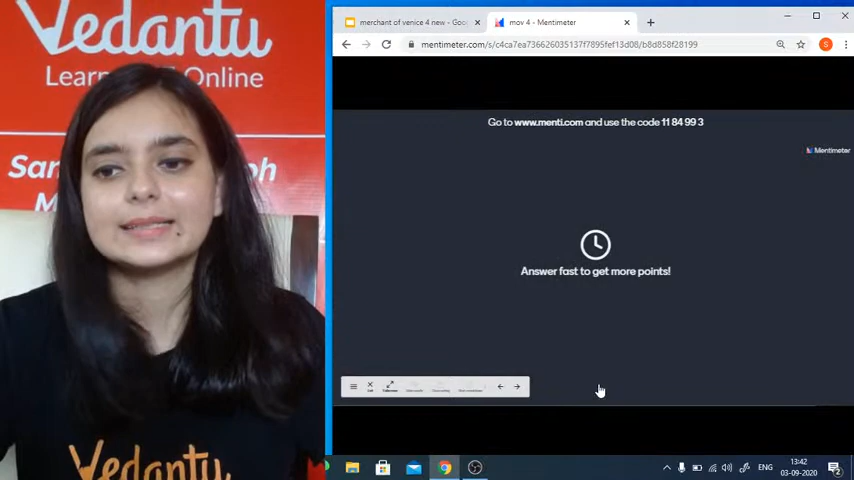 Vedantu
Learn Online
San
oh
M
Vedantu
merchant of venice 4 new - Goo
mov 4 - Mentimeter
mentimeter.com/s/c4ca7ea736626035137f7895fef13d08/b8d858f28199
S
Go to www.menti.com and use the code 11 84 99 3
Mentimeter
Answer fast to get more points!
ENG
13:42
03-09-2020
2